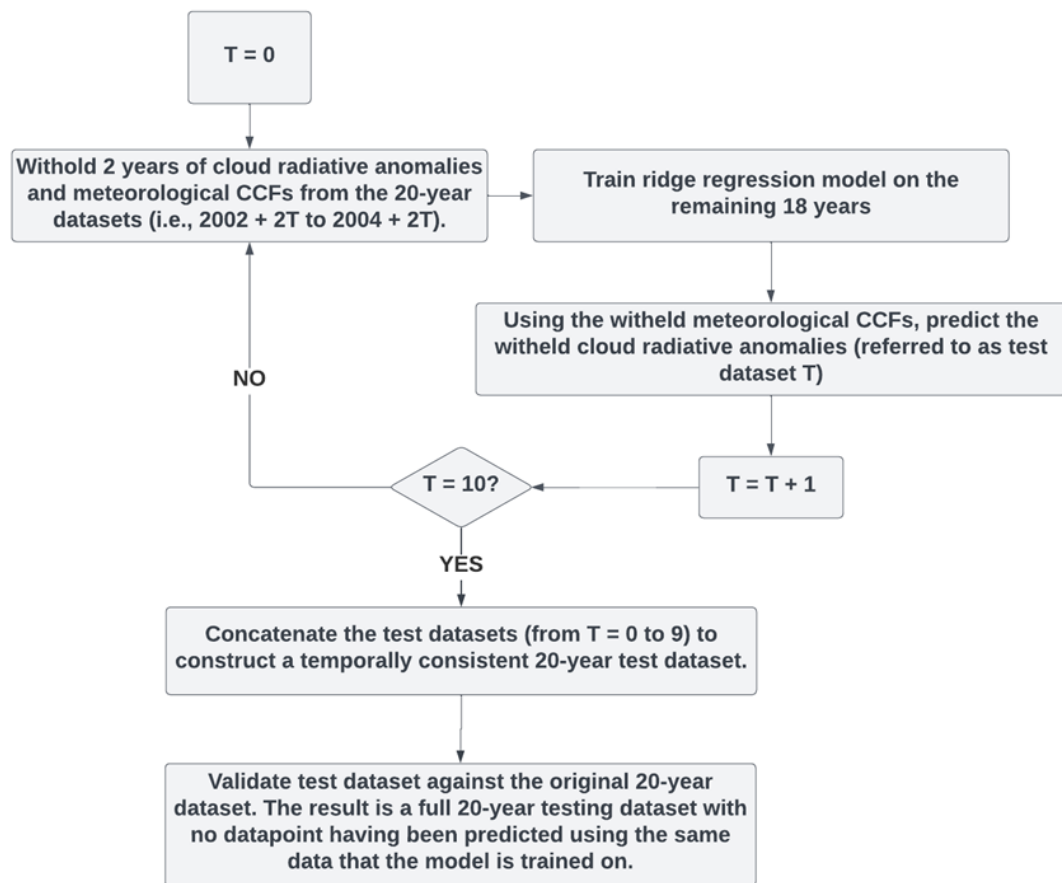 T = 0
Withold 2 years of cloud radiative anomalies
and meteorological CCFs from the 20-year
datasets (i.e., 2002 + 2T to 2004 + 2T).
Train ridge regression model on the
remaining 18 years
Using the witheld meteorological CCFs, predict the
witheld cloud radiative anomalies (referred to as test
dataset T)
T = T + 1
T = 10?
NO
YES
Concatenate the test datasets (from T = 0 to 9) to
construct a temporally consistent 20-year test dataset.
Validate test dataset against the original 20-year
dataset. The result is a full 20-year testing dataset with
no datapoint having been predicted using the same
data that the model is trained on.